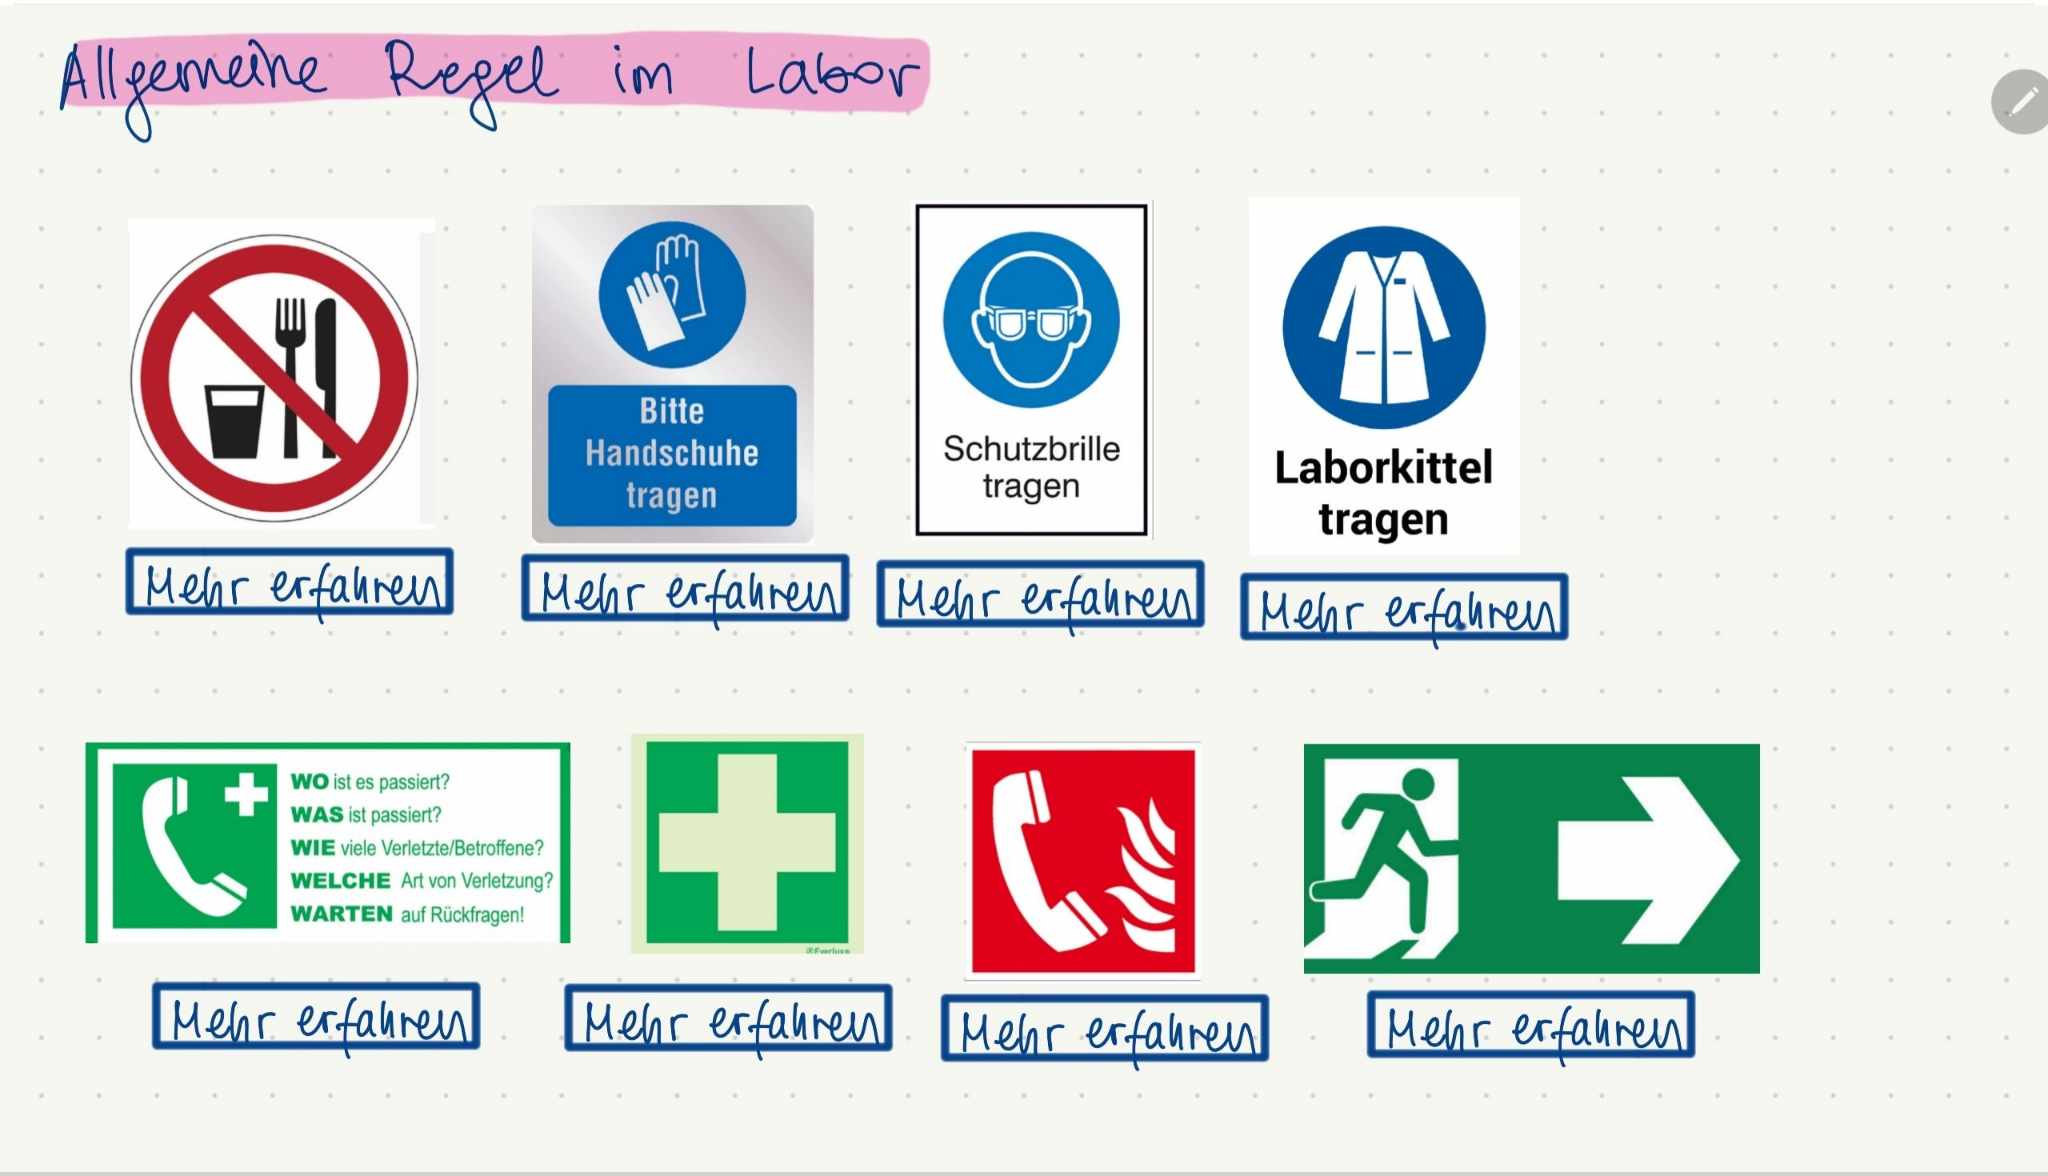 Allgemeine Regel im Labor
Bitte
Handschuhe
tragen
Schutzbrille
tragen
Laborkittel
tragen
Mehr erfahren
Mehr erfahren
Mehr erfahren
Mehr erfahren
WO ist es passiert?
WAS ist passiert?
WIE viele Verletzte/Betroffene?
WELCHE Art von Verletzung?
WARTEN auf Rückfragen!
Mehr erfahren
Mehr erfahren
Mehr erfahren
Mehr erfahren